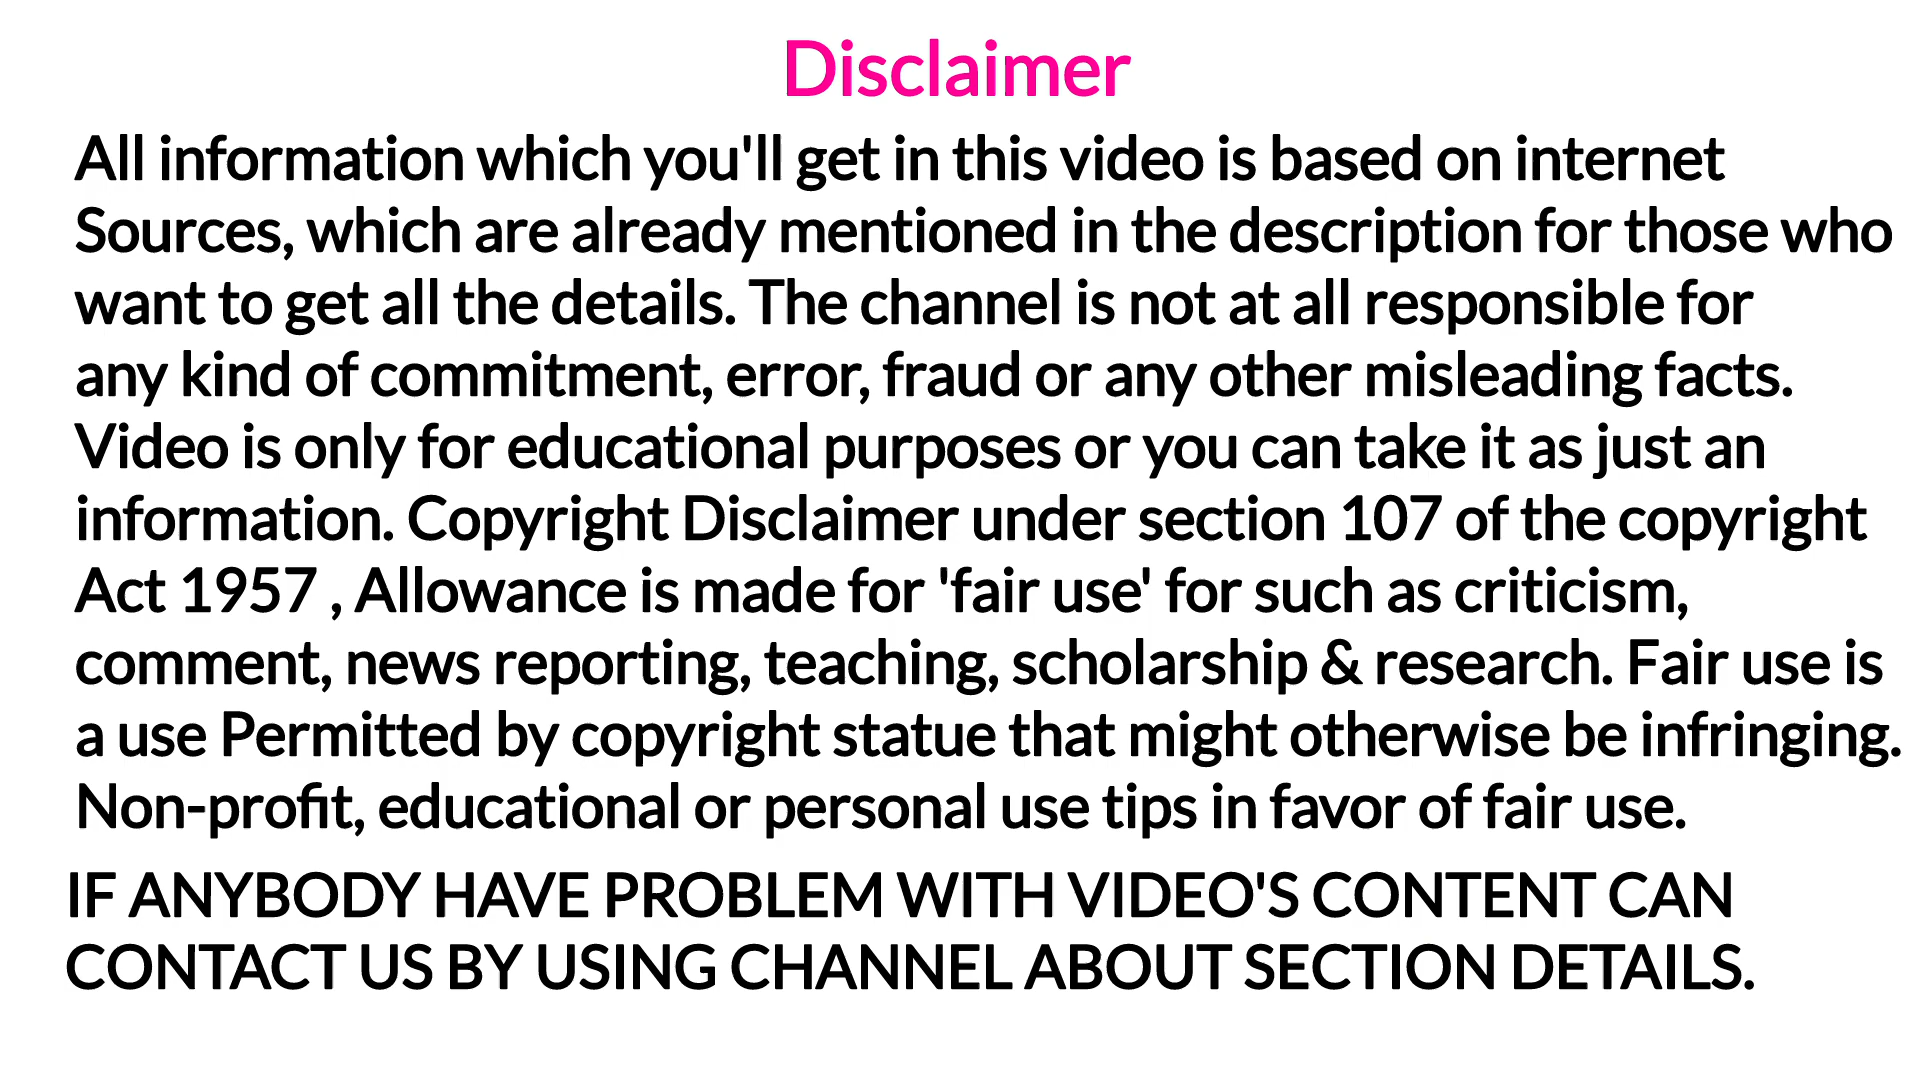 Disclaimer
All information which you'll get in this video is based on internet
Sources, which are already mentioned in the description for those who
want to get all the details. The channel is not at all responsible for
any kind of commitment, error, fraud or any other misleading facts.
Video is only for educational purposes or you can take it as just an
information. Copyright Disclaimer under section 107 of the copyright
Act 1957 , Allowance is made for 'fair use' for such as criticism,
comment, news reporting, teaching, scholarship & research. Fair use is
a use Permitted by copyright statue that might otherwise be infringing.
Non-profit, educational or personal use tips in favor of fair use.
IF ANYBODY HAVE PROBLEM WITH VIDEO'S CONTENT CAN
CONTACT US BY USING CHANNEL ABOUT SECTION DETAILS.